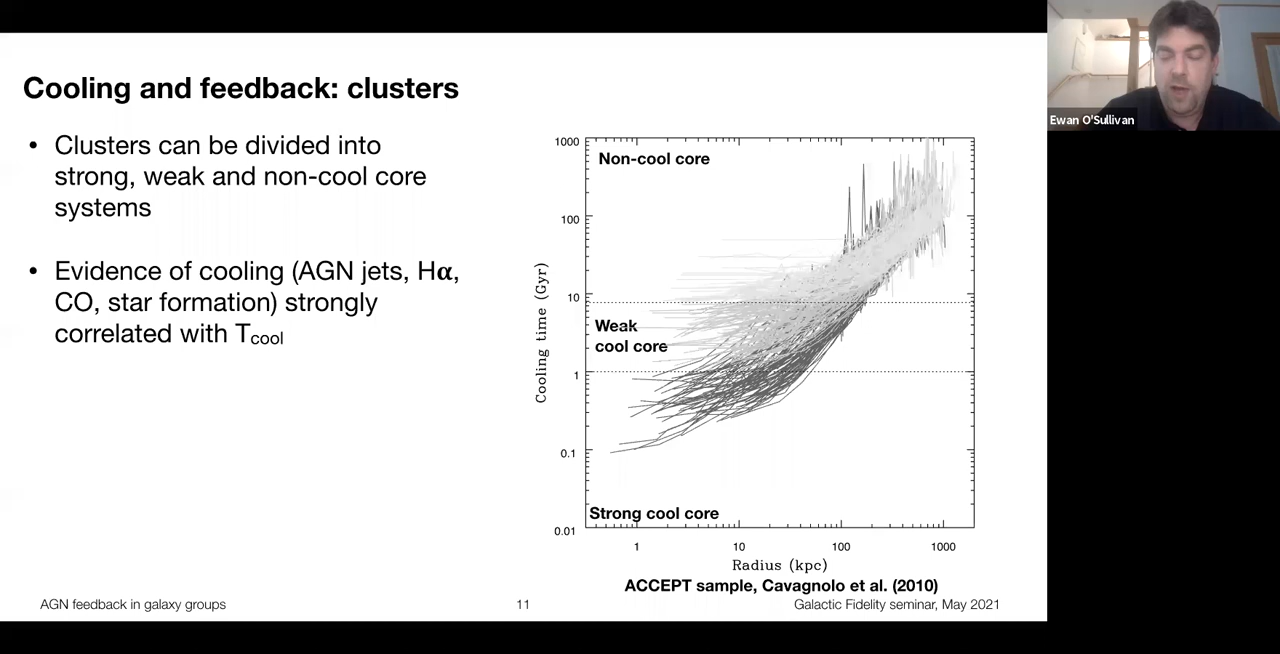 Cooling and feedback: clusters
• Clusters can be divided into
strong, weak and non-cool core
systems
• Evidence of cooling (AGN jets, Hα,
CO, star formation) strongly
correlated with Tcool
Non-cool core
Weak
cool core
Strong cool core
Cooling time (Gyr)
1000
100
10
1
0.1
0.01
1
10
100
1000
Radius (kpc)
ACCEPT sample, Cavagnolo et al. (2010)
AGN feedback in galaxy groups
11
Galactic Fidelity seminar, May 2021
Ewan O'Sullivan